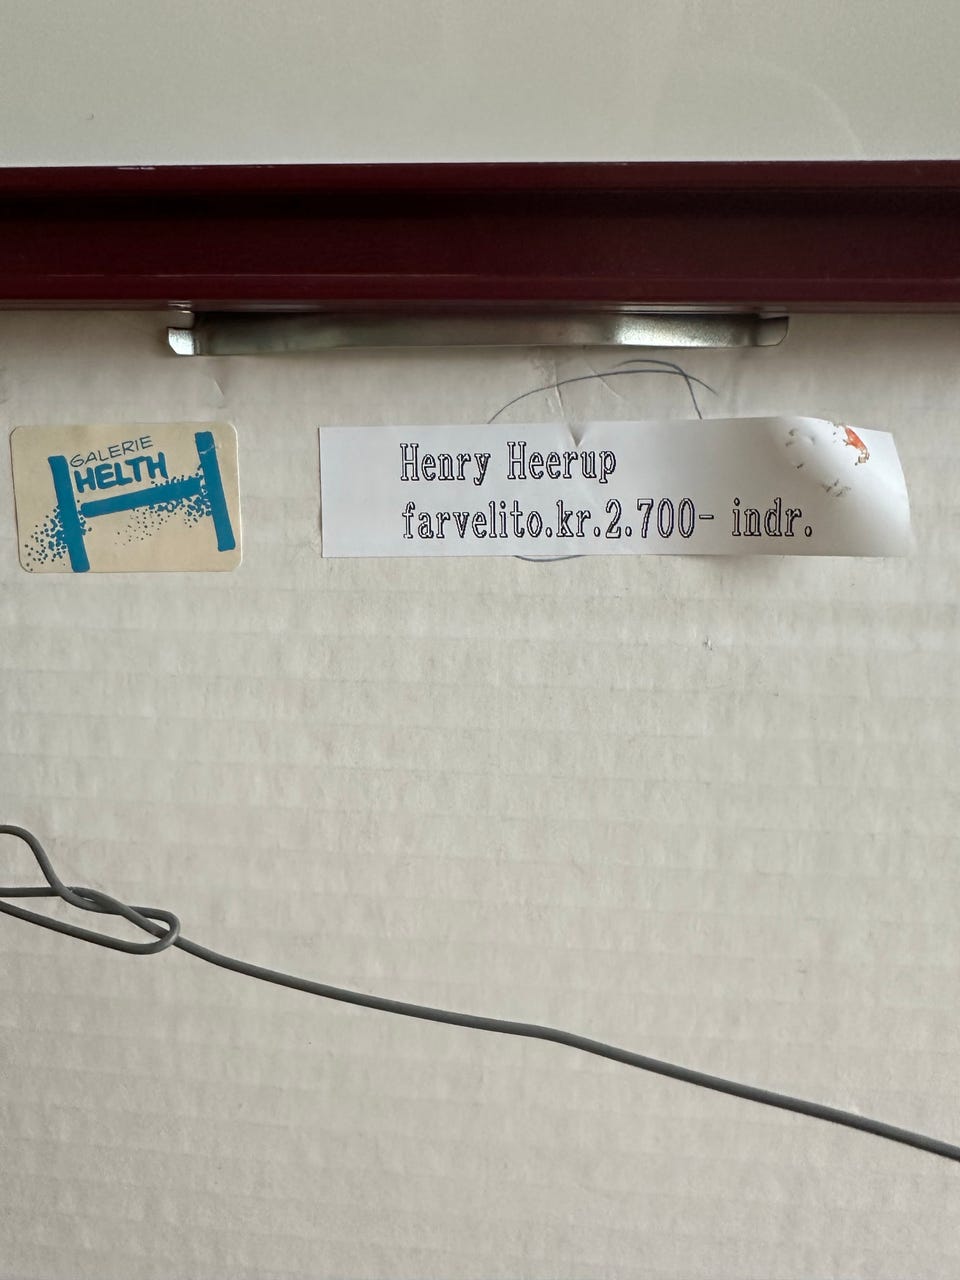 GALERIE
HELTH
Henry Heerup
farvelito.kr.2.700- indr.